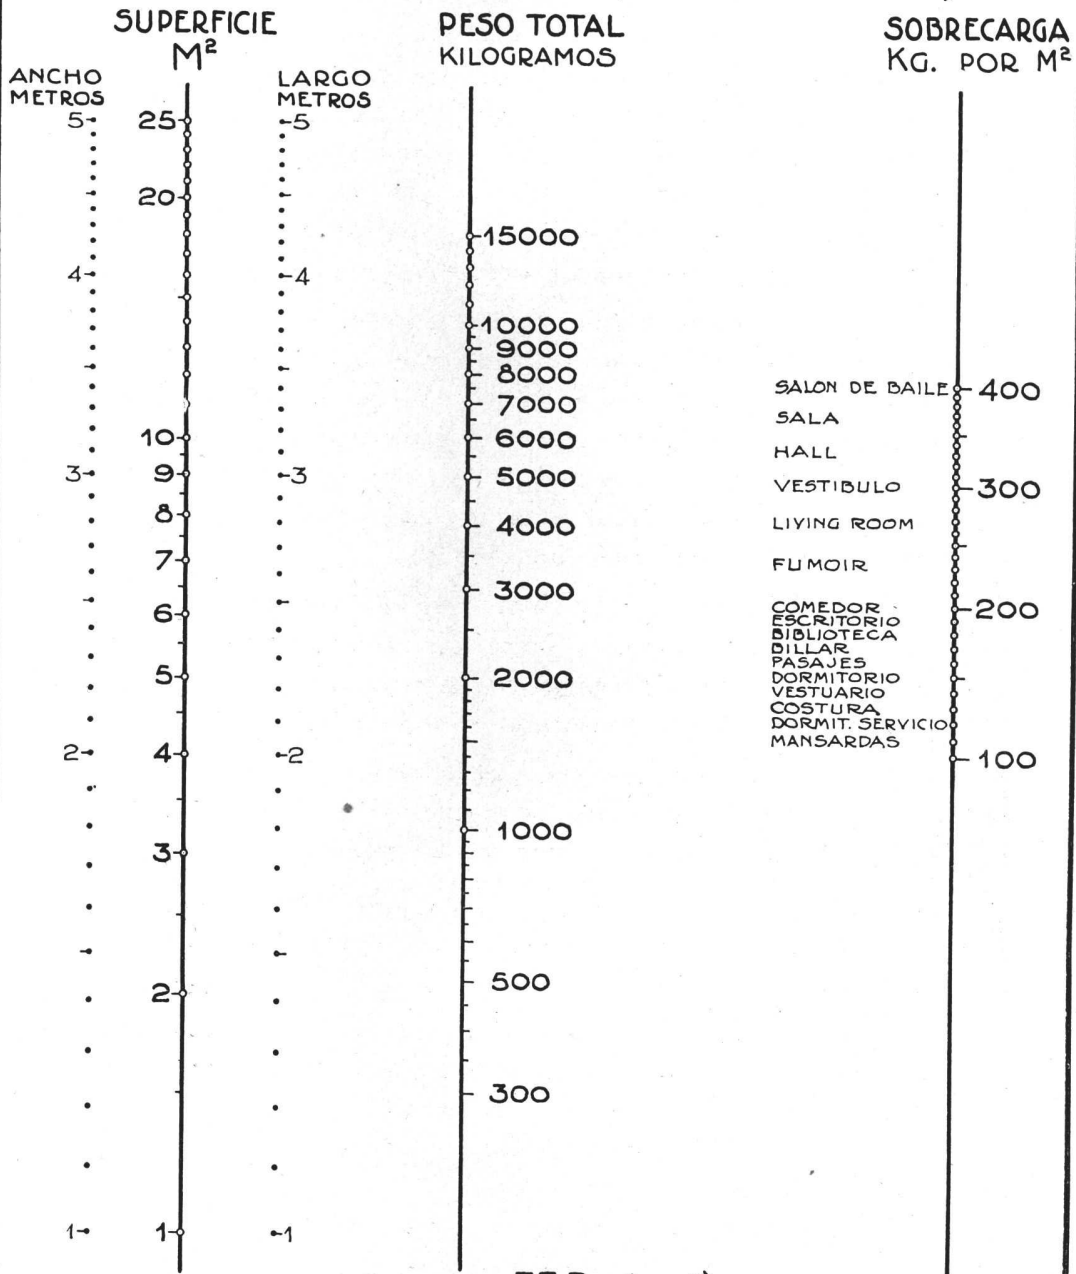 SUPERFICIE
M²
ANCHO
METROS
LARGO
METROS
5
4
3
2
1
25
20
10
9
8
7
6
5
4
3
2
1
5
4
3
2
1
PESO TOTAL
KILOGRAMOS
15000
10000
9000
8000
7000
6000
5000
4000
3000
2000
1000
500
300
SOBRECARGA
KG. POR M²
SALON DE BAILE 400
SALA
HALL
VESTIBULO 300
LIVING ROOM
FUMOIR
COMEDOR 200
ESCRITORIO
BIBLIOTECA
BILLAR
PASAJES
DORMITORIO
VESTUARIO
COSTURA
DORMIT. SERVICIO
MANSARDAS
100